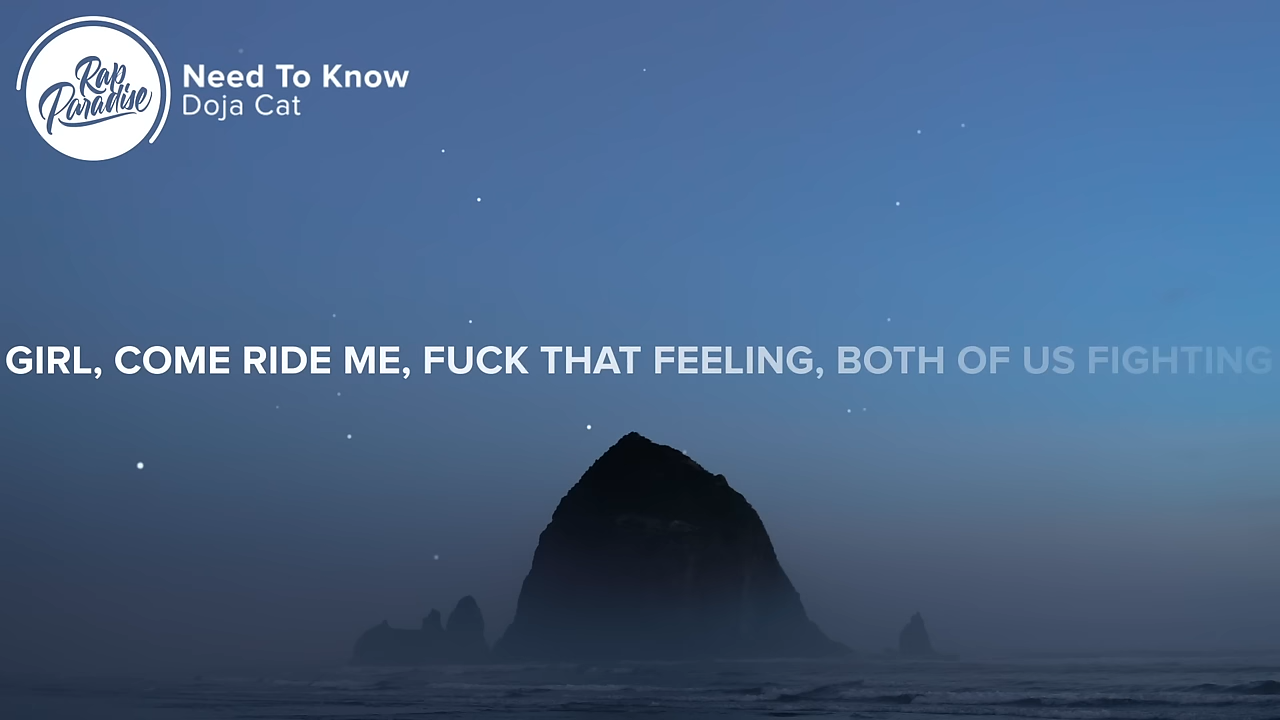 Rap
Paradise
Need To Know
Doja Cat
GIRL, COME RIDE ME, FUCK THAT FEELING, BOTH OF US FIGHTING